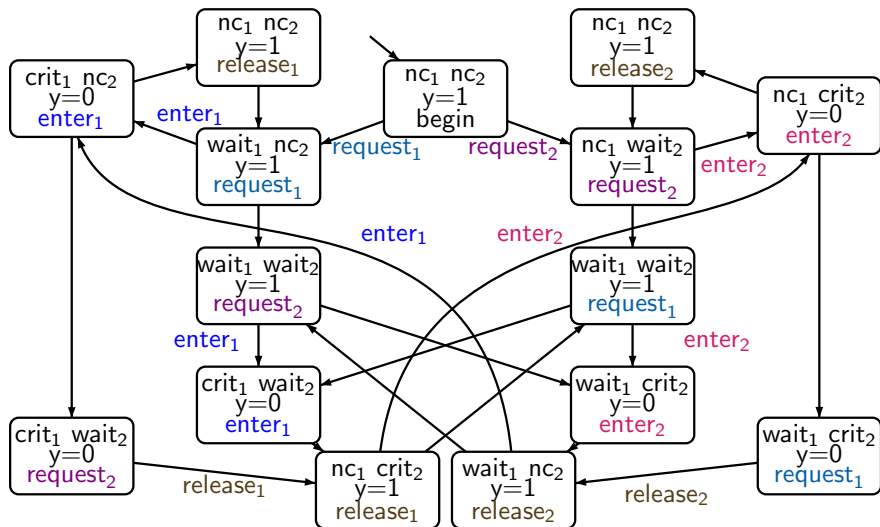 nc₁ nc₂
y=1
release₁
nc₁ nc₂
y=1
begin
nc₁ nc₂
y=1
release₂
crit₁ nc₂
y=0
enter₁
nc₁ crit₂
y=0
enter₂
enter₁
wait₁ nc₂
y=1
request₁
request₁
request₂
nc₁ wait₂
y=1
request₂
enter₂
enter₁
enter₂
wait₁ wait₂
y=1
request₂
wait₁ wait₂
y=1
request₁
enter₁
enter₂
crit₁ wait₂
y=0
enter₁
wait₁ crit₂
y=0
enter₂
crit₁ wait₂
y=0
request₂
wait₁ crit₂
y=0
request₁
release₁
nc₁ crit₂
y=1
release₁
wait₁ nc₂
y=1
release₂
release₂